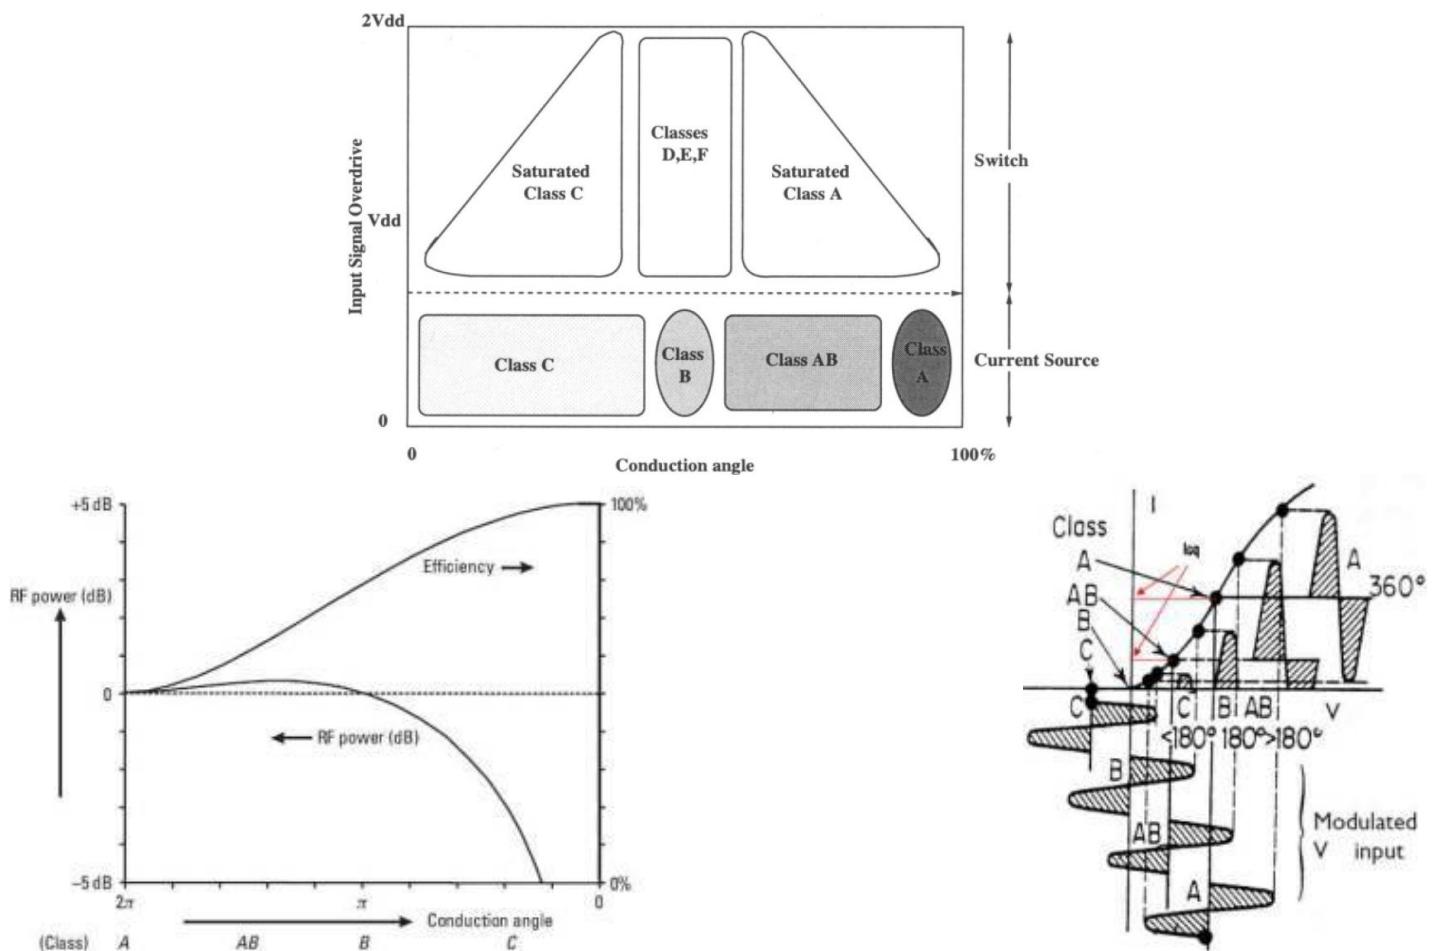 2Vdd
Classes
D,E,F
Saturated
Class C
Saturated
Class A
Switch
Vdd
Input Signal Overdrive
Class C
Class
B
Class AB
Class
A
Current Source
0
0
Conduction angle
100%
+5 dB
100%
Efficiency
RF power (dB)
0
RF power (dB)
−5 dB
0%
2π
π
0
Conduction angle
(Class)
A
AB
B
C
I
Class
Isq
A
A
360°
AB
B
C
C
C
B
AB
V
<180°
180°
>180°
B
AB
Modulated
V input
A